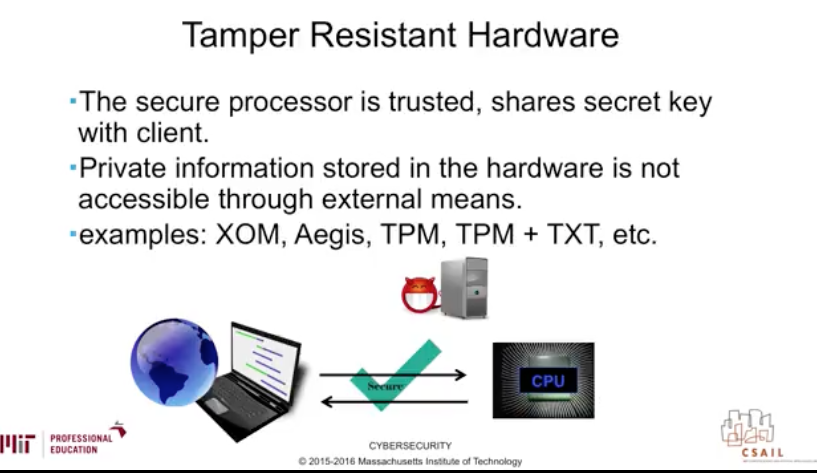 Tamper Resistant Hardware
▪The secure processor is trusted, shares secret key
with client.
▪Private information stored in the hardware is not
accessible through external means.
▪examples: XOM, Aegis, TPM, TPM + TXT, etc.
Secure
CPU
MIT PROFESSIONAL
EDUCATION
CYBERSECURITY
© 2015-2016 Massachusetts Institute of Technology
CSAIL